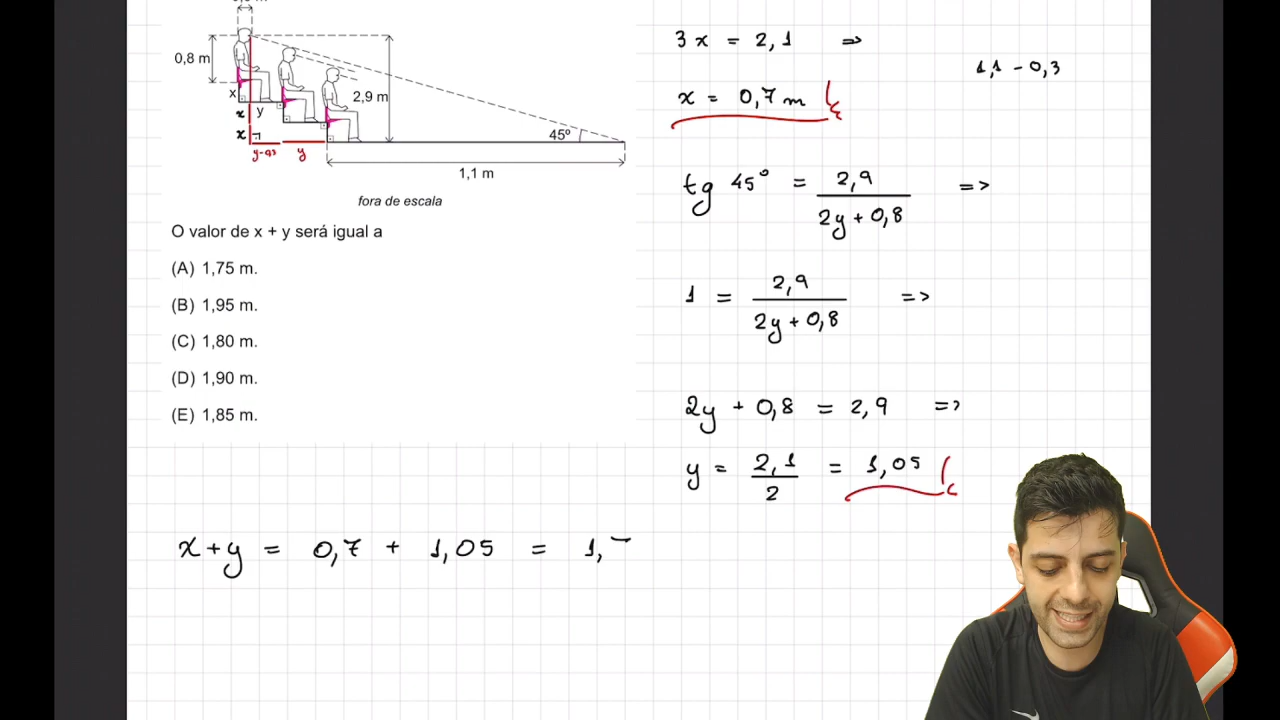 0,8 m
x
y
x
x
y-0,3
y
2,9 m
45º
1,1 m
fora de escala
O valor de x + y será igual a
(A) 1,75 m.
(B) 1,95 m.
(C) 1,80 m.
(D) 1,90 m.
(E) 1,85 m.
x+y = 0,7 + 1,05 = 1,
3x = 2,1 =>
1,1 - 0,3
x = 0,7 m
tg 45° = 2,9 =>
2y + 0,8
1 = 2,9 =>
2y + 0,8
2y + 0,8 = 2,9 =>
y = 2,1 = 1,05
2